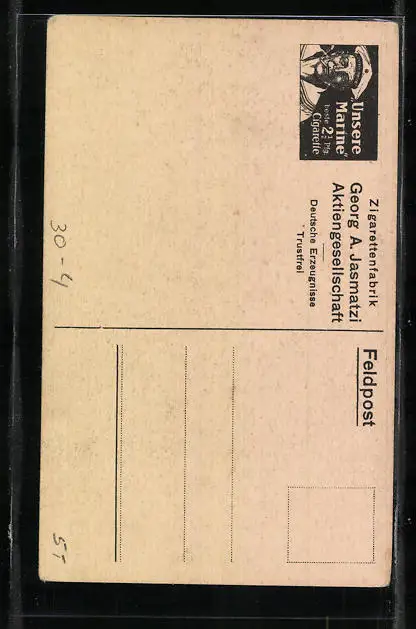 „Unsere
Marine"
beste 2½ Pfg.
Cigarette
Zigarettenfabrik
Georg A. Jasmatzi
Aktiengesellschaft
Deutsche Erzeugnisse
Trustfrei
Feldpost
30-4
57